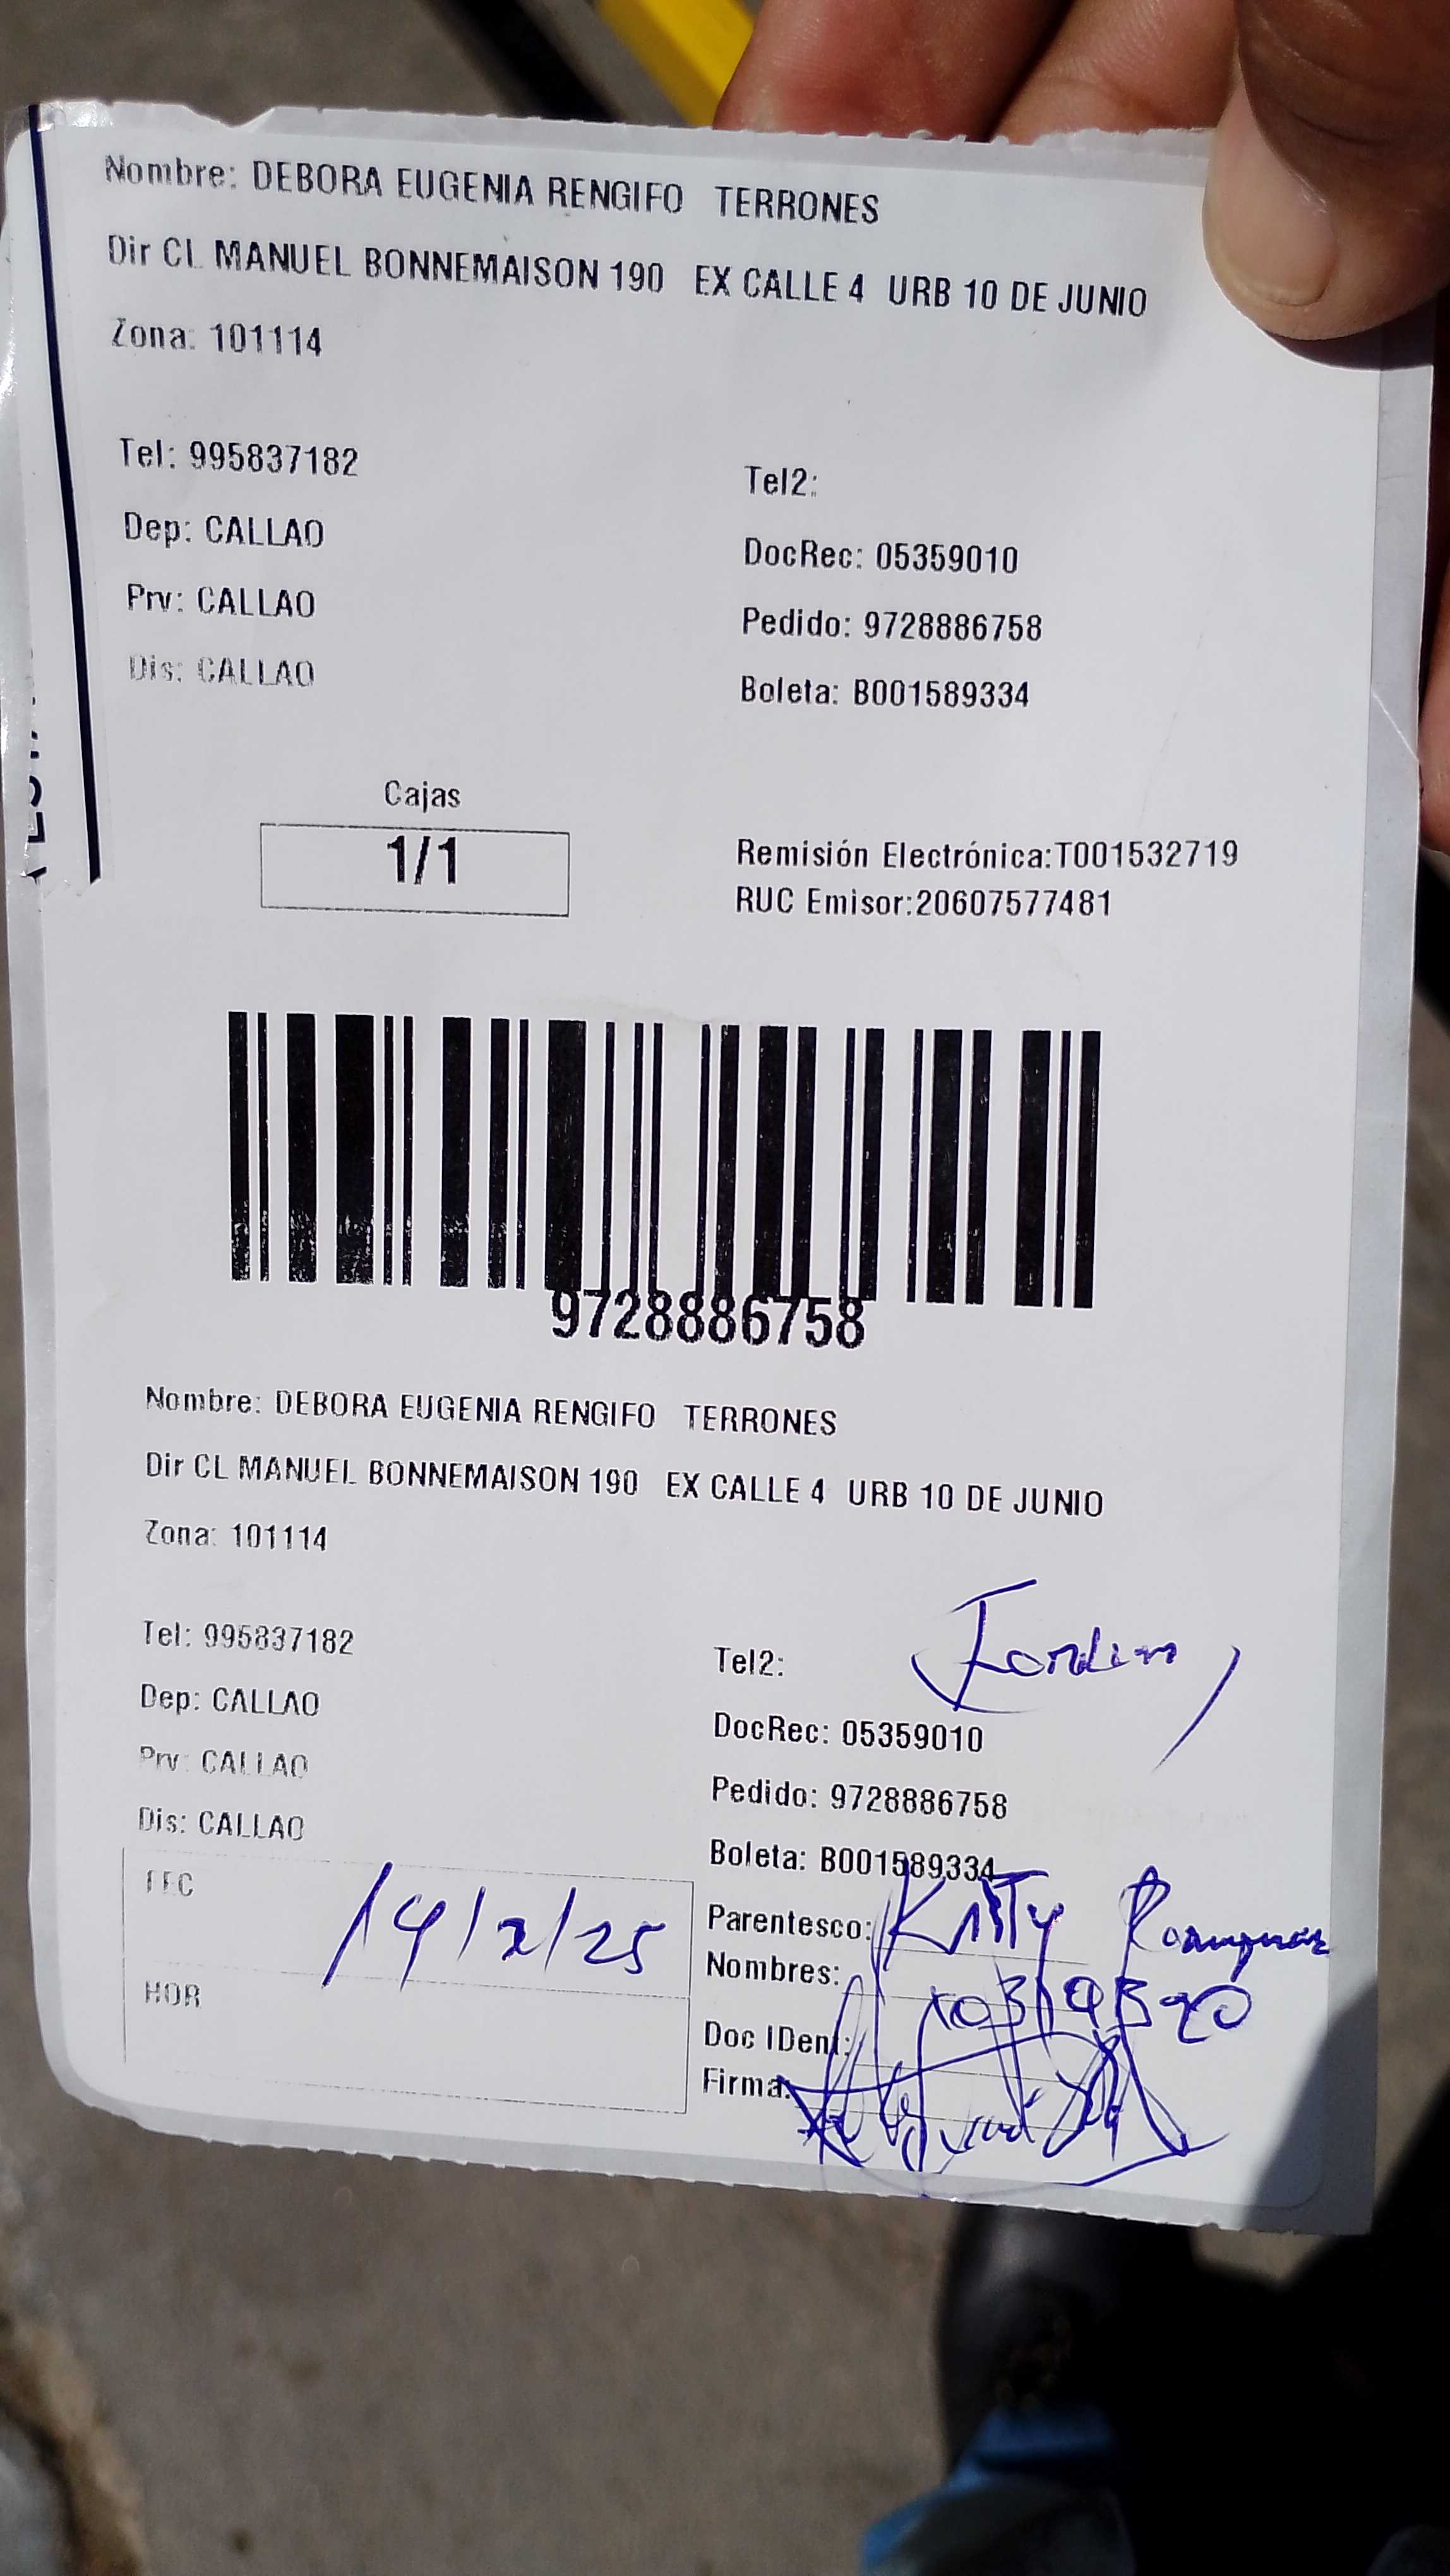 Nombre: DEBORA EUGENIA RENGIFO TERRONES
Dir CL MANUEL BONNEMAISON 190 EX CALLE 4 URB 10 DE JUNIO
Zona: 101114
Tel: 995837182 Tel2:
Dep: CALLAO DocRec: 05359010
Prv: CALLAO Pedido: 9728886758
Dis: CALLAO Boleta: B001589334
Cajas
1/1
Remisión Electrónica:T001532719
RUC Emisor:20607577481
9728886758
Nombre: DEBORA EUGENIA RENGIFO TERRONES
Dir CL MANUEL BONNEMAISON 190 EX CALLE 4 URB 10 DE JUNIO
Zona: 101114
Tel: 995837182 Tel2:
Dep: CALLAO DocRec: 05359010
Prv: CALLAO Pedido: 9728886758
Dis: CALLAO Boleta: B001589334
FEC 14/2/25
Parentesco: Kitty
Nombres:
HOR
Doc IDent:
Firma: